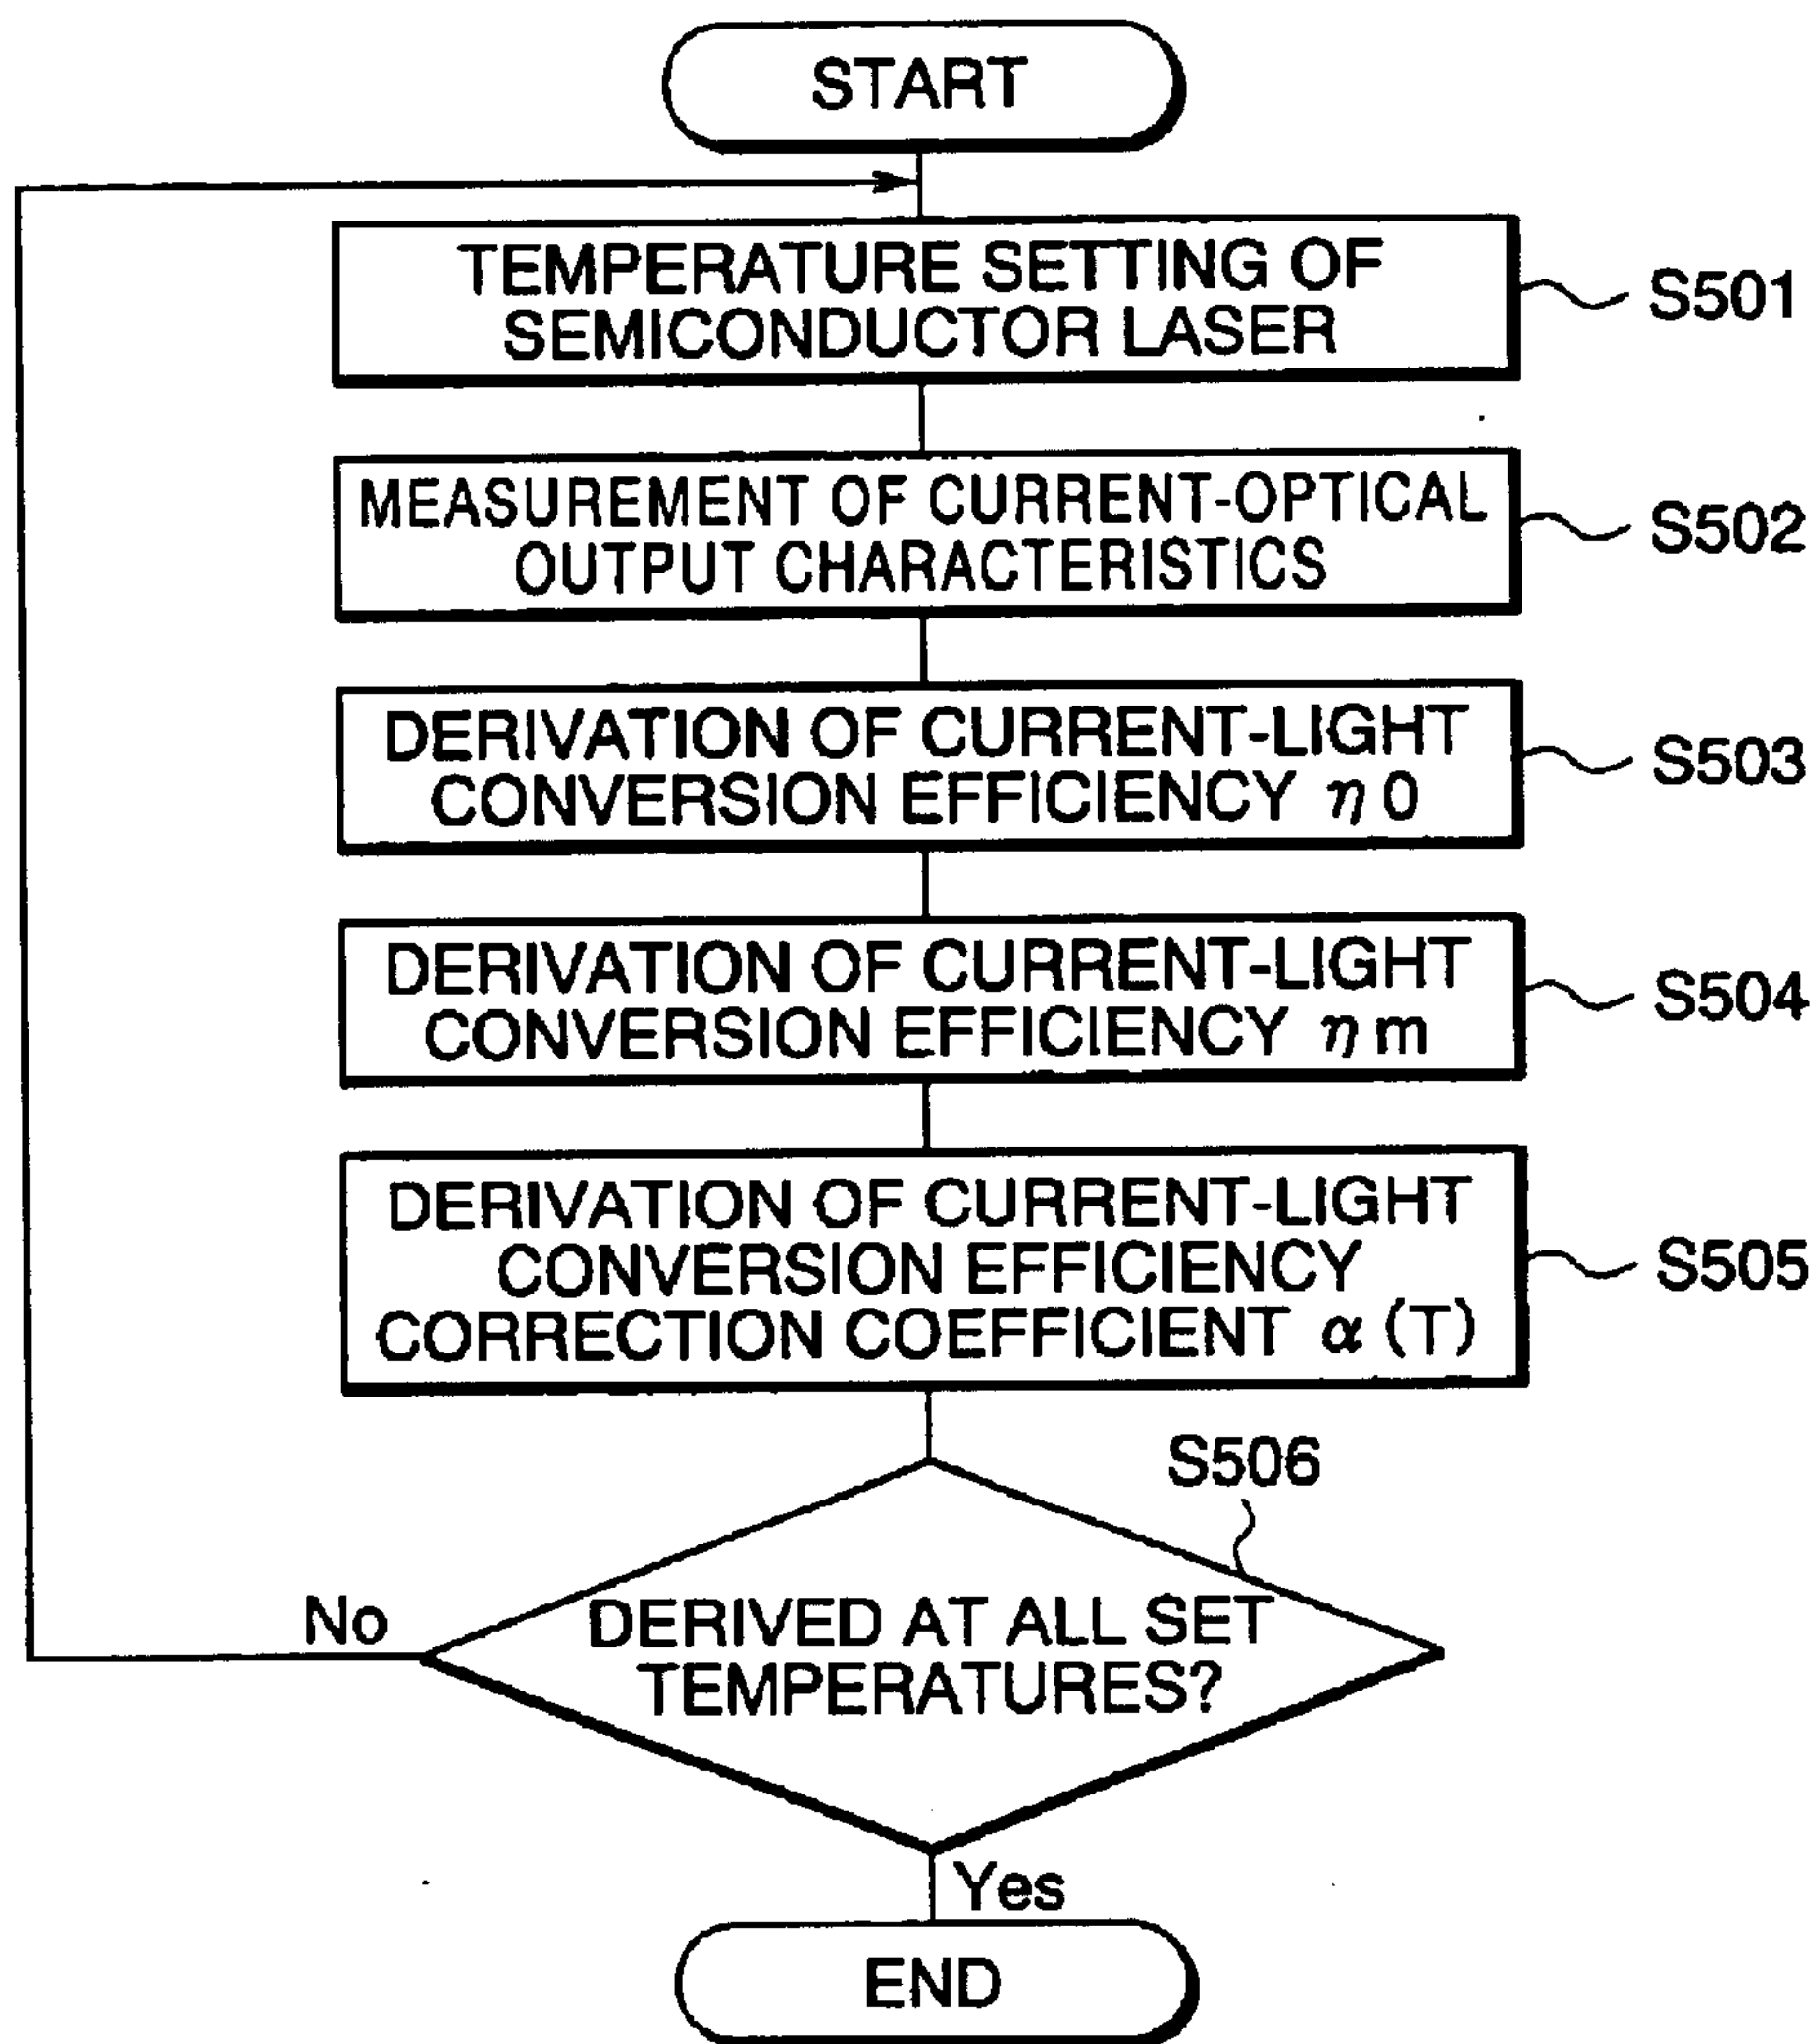 START
TEMPERATURE SETTING OF
SEMICONDUCTOR LASER
S501
MEASUREMENT OF CURRENT-OPTICAL
OUTPUT CHARACTERISTICS
S502
DERIVATION OF CURRENT-LIGHT
CONVERSION EFFICIENCY η0
S503
DERIVATION OF CURRENT-LIGHT
CONVERSION EFFICIENCY ηm
S504
DERIVATION OF CURRENT-LIGHT
CONVERSION EFFICIENCY
CORRECTION COEFFICIENT α (T)
S505
S506
No
DERIVED AT ALL SET
TEMPERATURES?
Yes
END